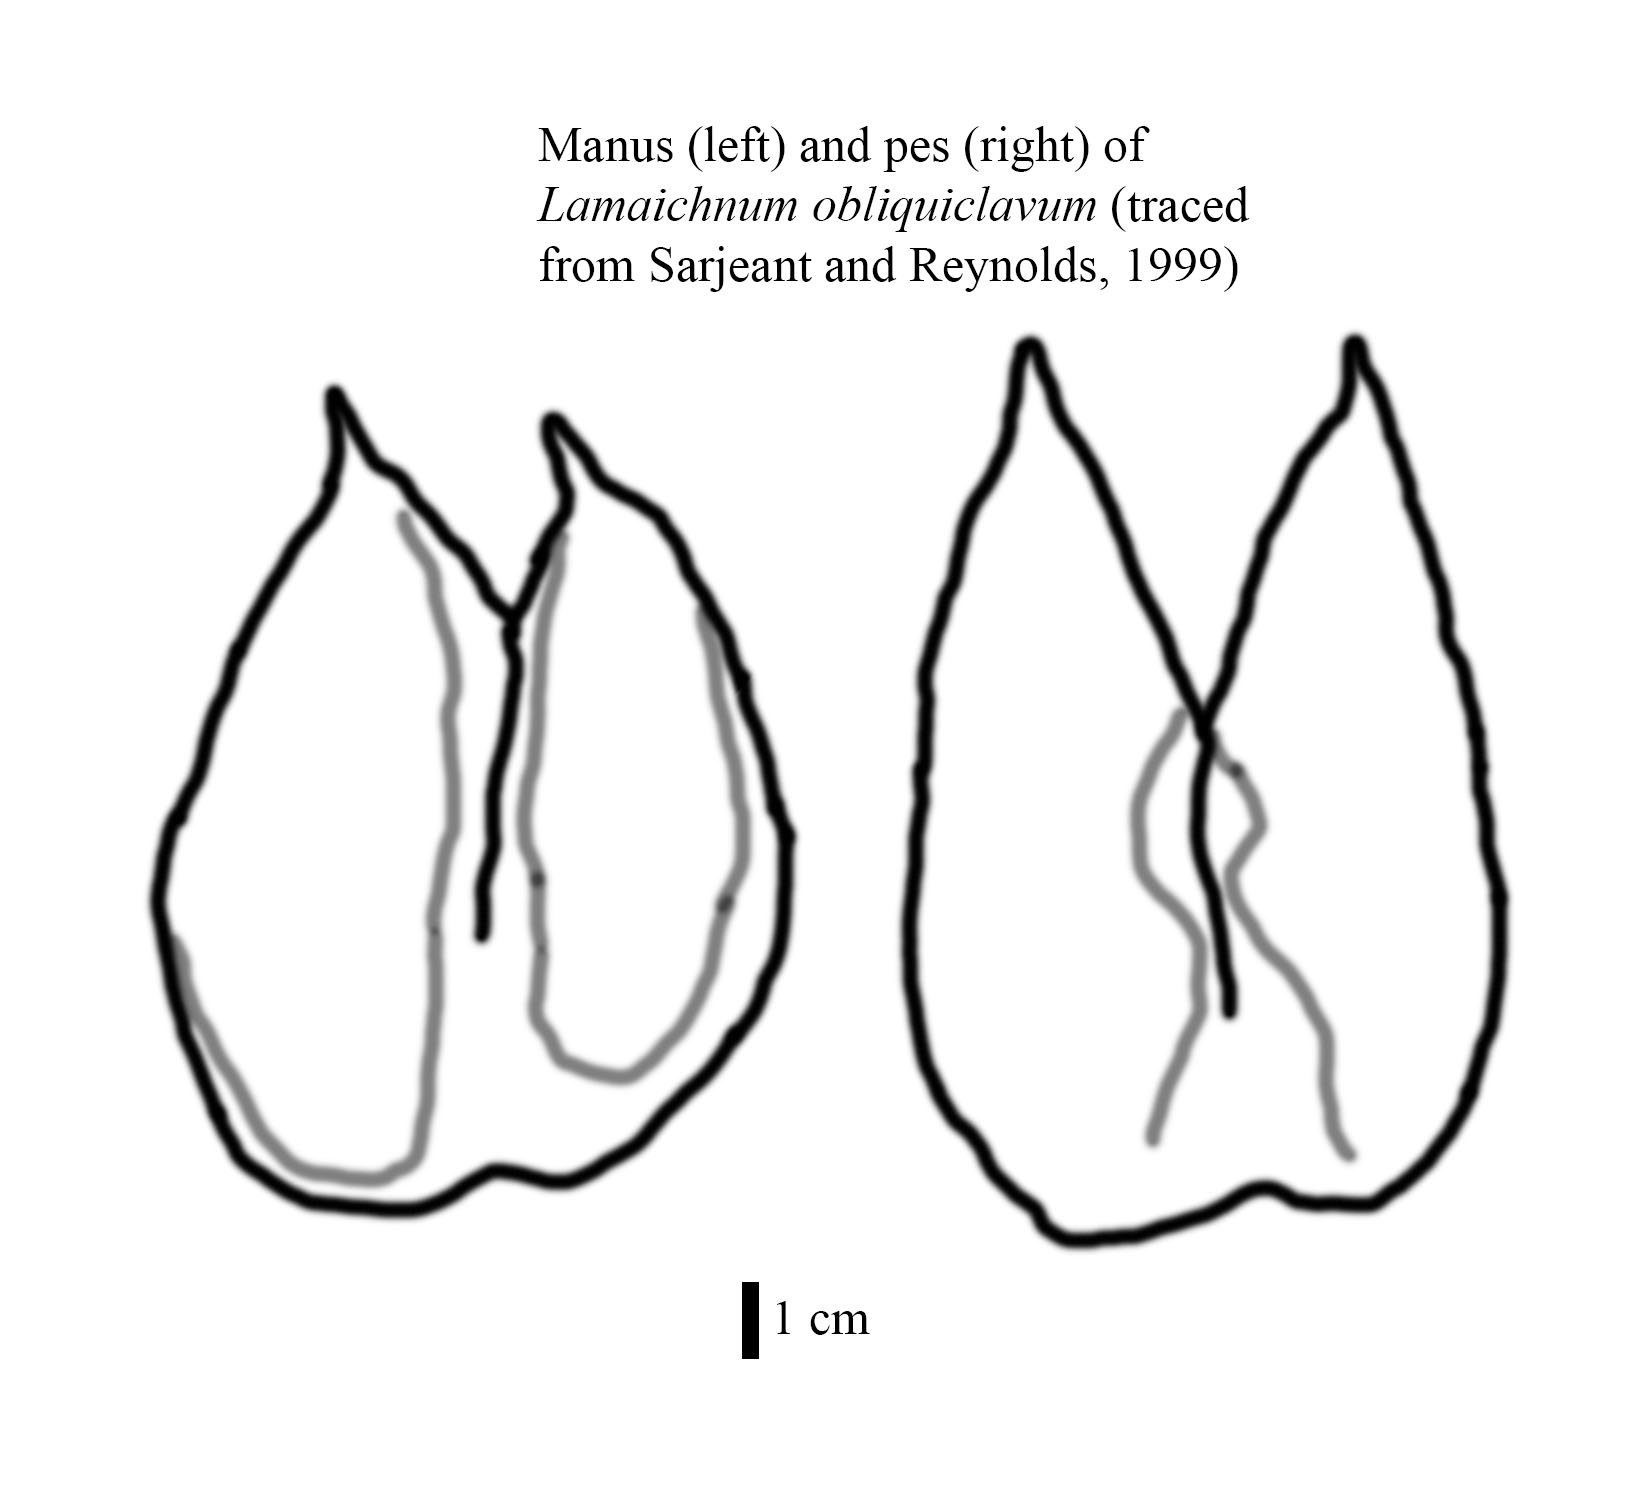 Manus (left) and pes (right) of
Lamaichnum obliquiclavum (traced
from Sarjeant and Reynolds, 1999)
1 cm